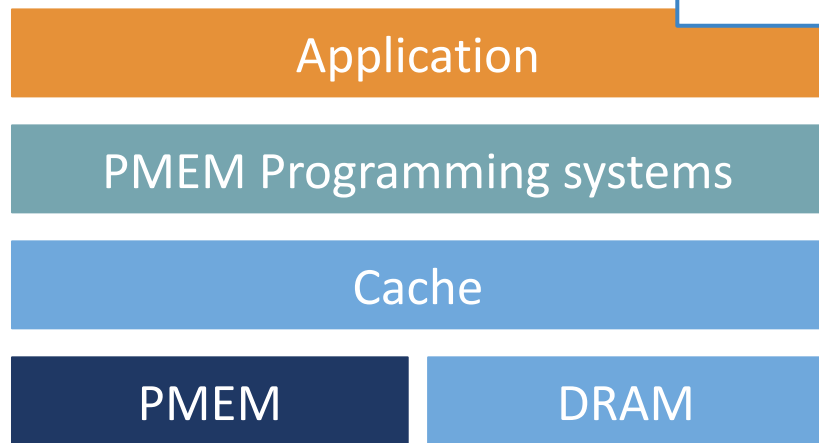 Application
PMEM Programming systems
Cache
PMEM
DRAM